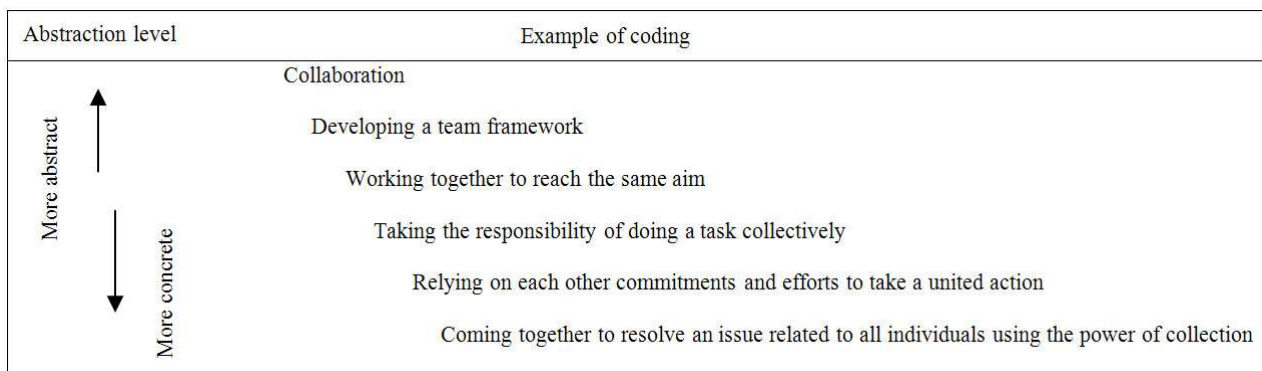 Abstraction level Example of coding
Collaboration
Developing a team framework
Working together to reach the same aim
Taking the responsibility of doing a task collectively
Relying on each other commitments and efforts to take a united action
Coming together to resolve an issue related to all individuals using the power of collection
More abstract
More concrete